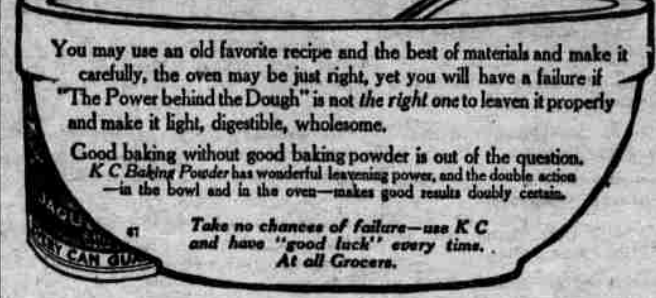 You may use an old favorite recipe and the best of materials and make it
carefully, the oven may be just right, yet you will have a failure if
"The Power behind the Dough" is not the right one to leaven it properly
and make it light, digestible, wholesome.
Good baking without good baking powder is out of the question.
K C Baking Powder has wonderful leavening power, and the double action
—in the bowl and in the oven—makes good results doubly certain.
Take no chances of failure—use K C
and have "good luck" every time.
At all Grocers.
61
JAQU
ERY CAN GUA